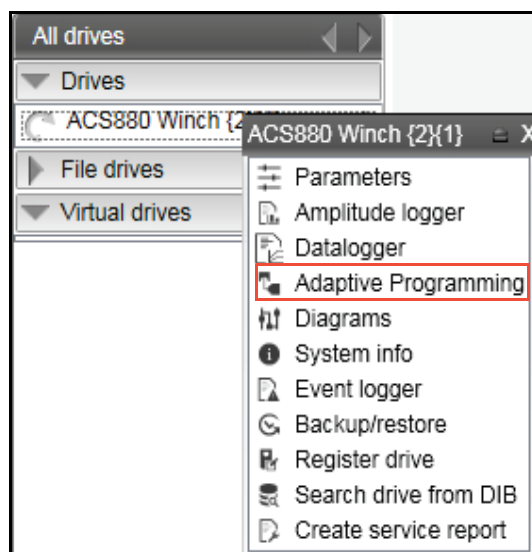 All drives
Drives
ACS880 Winch {2
File drives
Virtual drives
ACS880 Winch {2}{1}
Parameters
Amplitude logger
Datalogger
Adaptive Programming
Diagrams
System info
Event logger
Backup/restore
Register drive
Search drive from DIB
Create service report